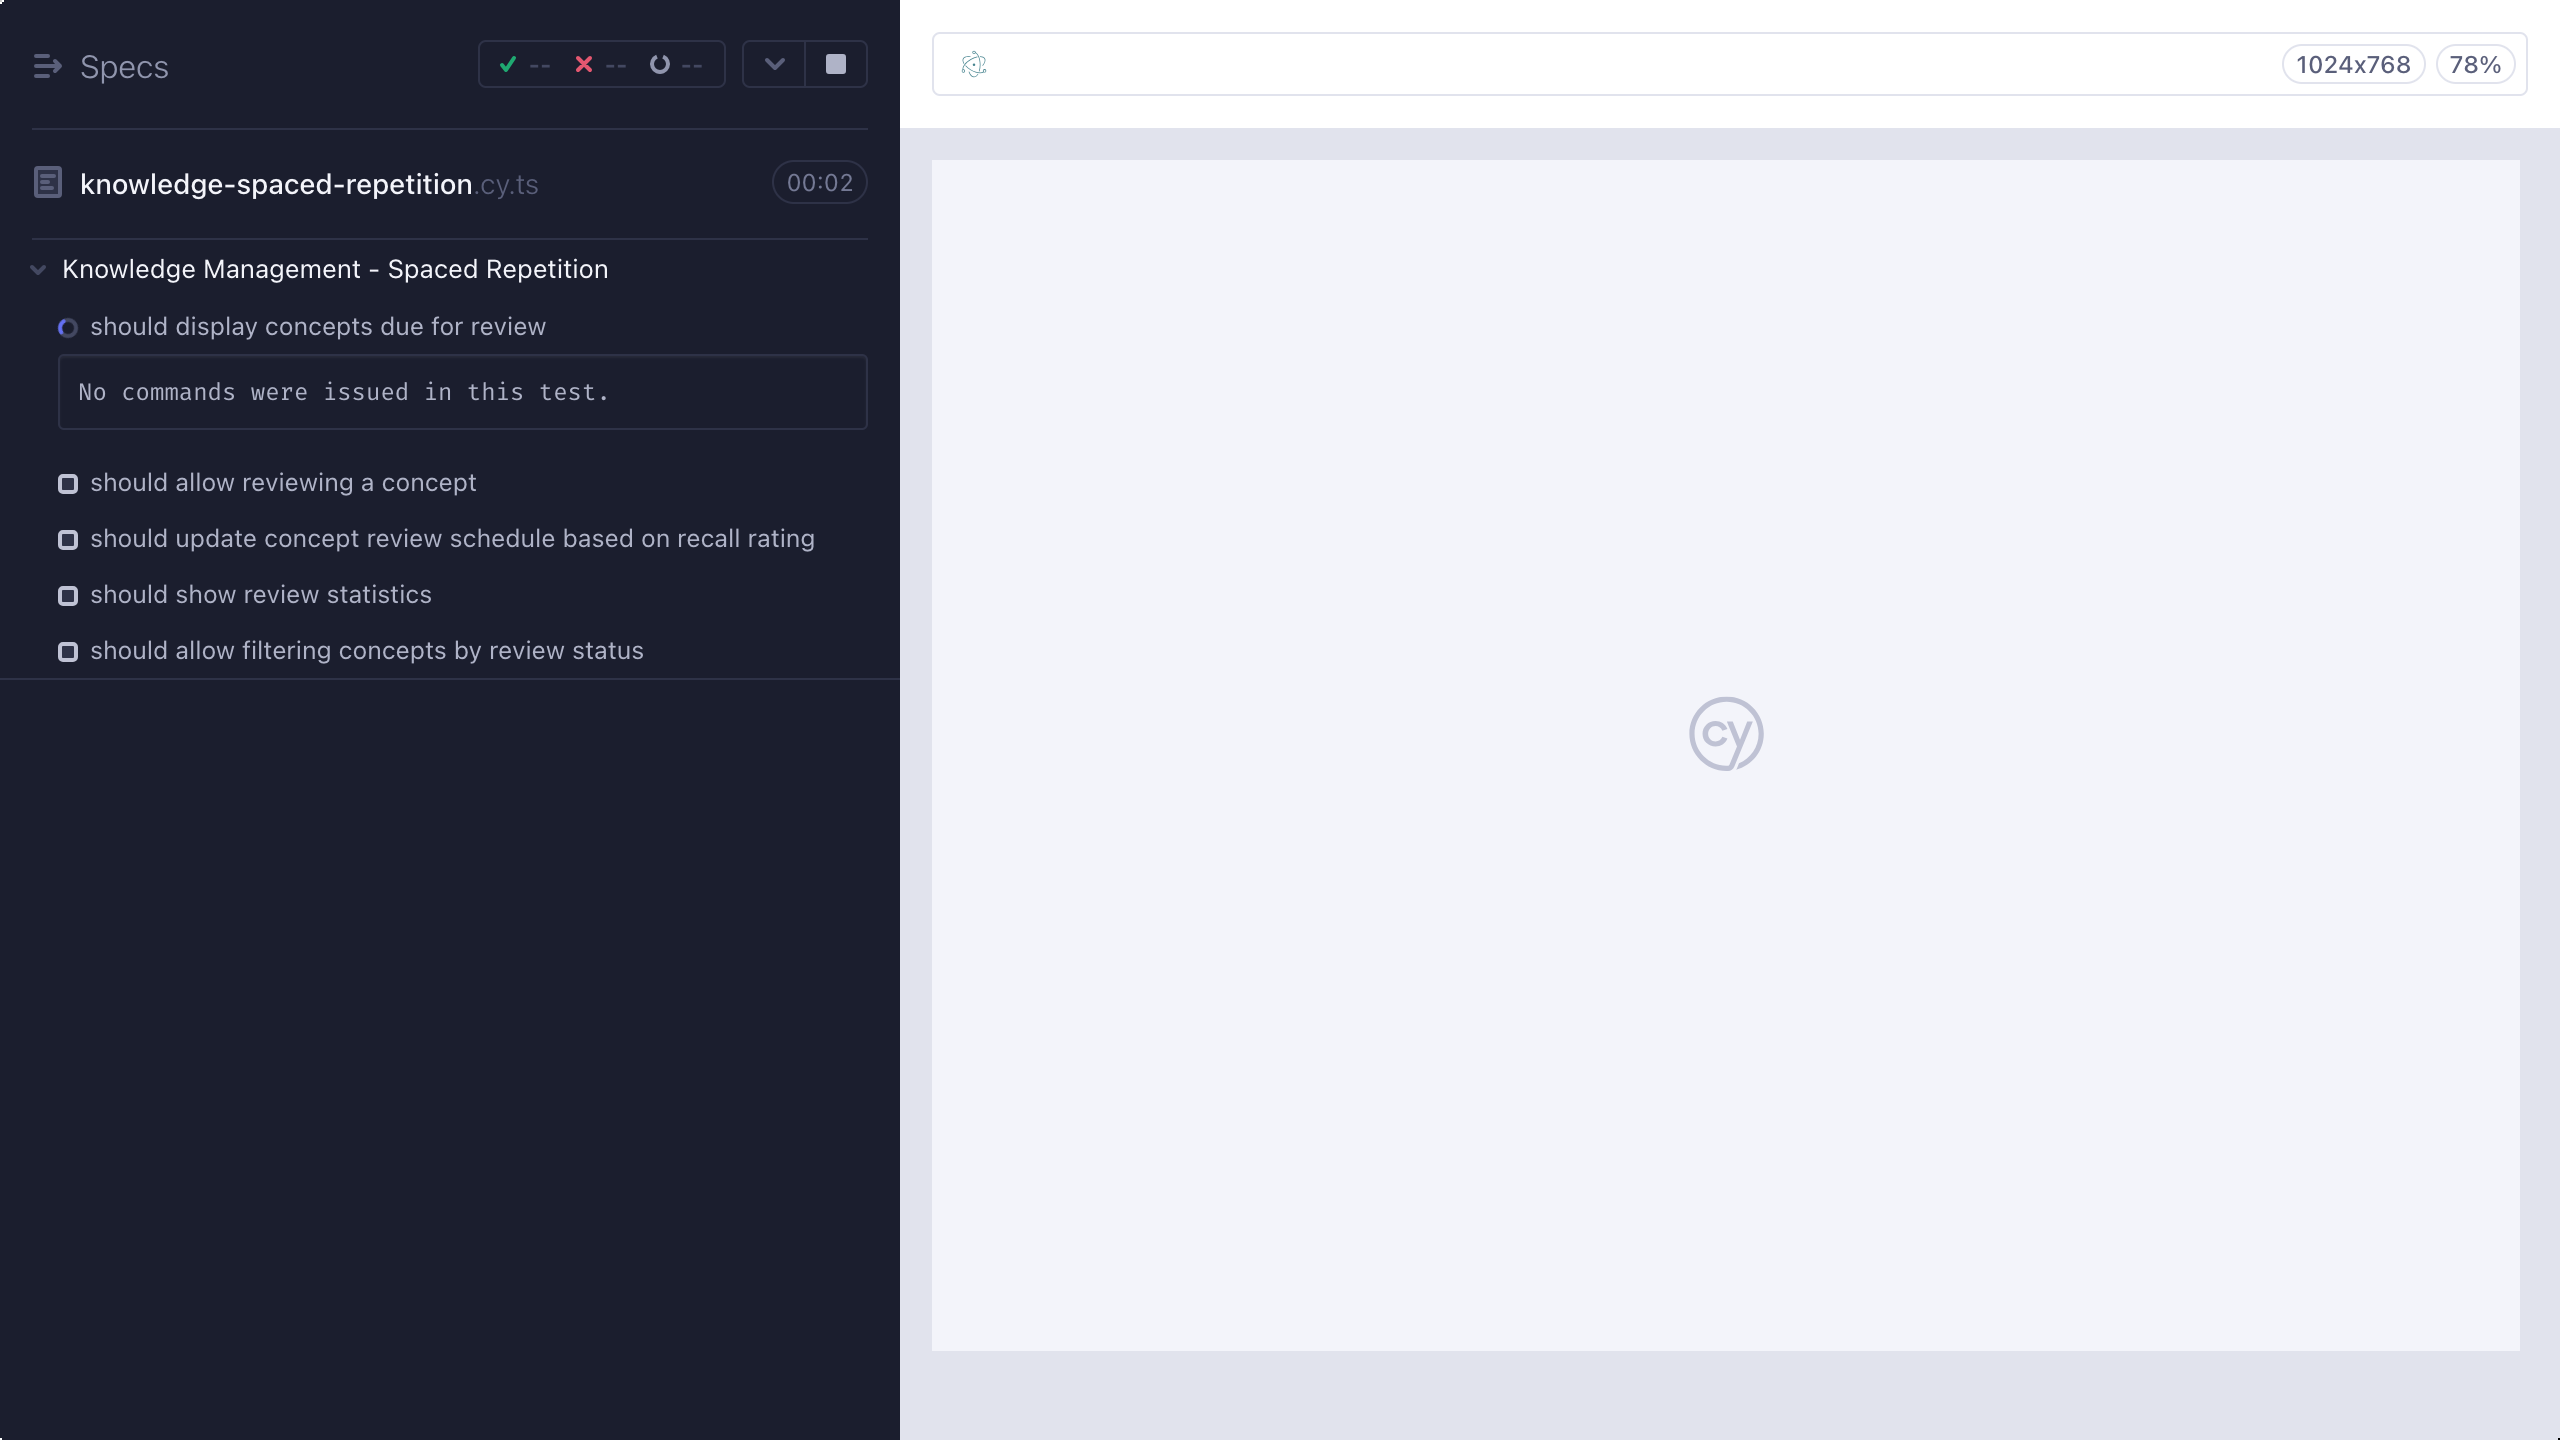 Specs
-- -- --
1024x768 78%
knowledge-spaced-repetition.cy.ts 00:02
Knowledge Management - Spaced Repetition
should display concepts due for review
No commands were issued in this test.
should allow reviewing a concept
should update concept review schedule based on recall rating
should show review statistics
should allow filtering concepts by review status
cy